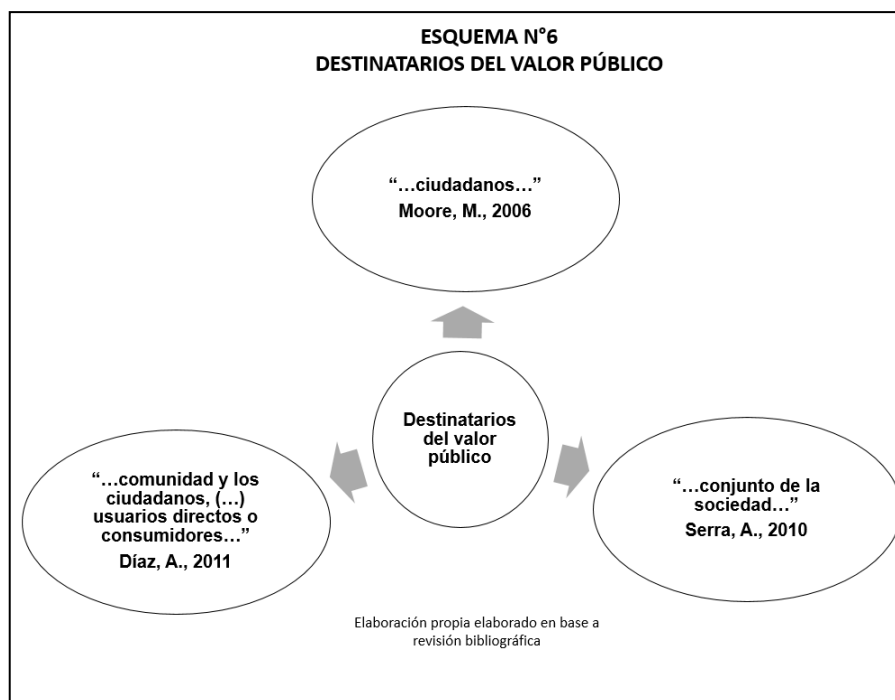 ESQUEMA N°6
DESTINATARIOS DEL VALOR PÚBLICO
“…ciudadanos…”
Moore, M., 2006
Destinatarios
del valor
público
“…comunidad y los
ciudadanos, (…)
usuarios directos o
consumidores…”
Díaz, A., 2011
“…conjunto de la
sociedad…”
Serra, A., 2010
Elaboración propia elaborado en base a
revisión bibliográfica